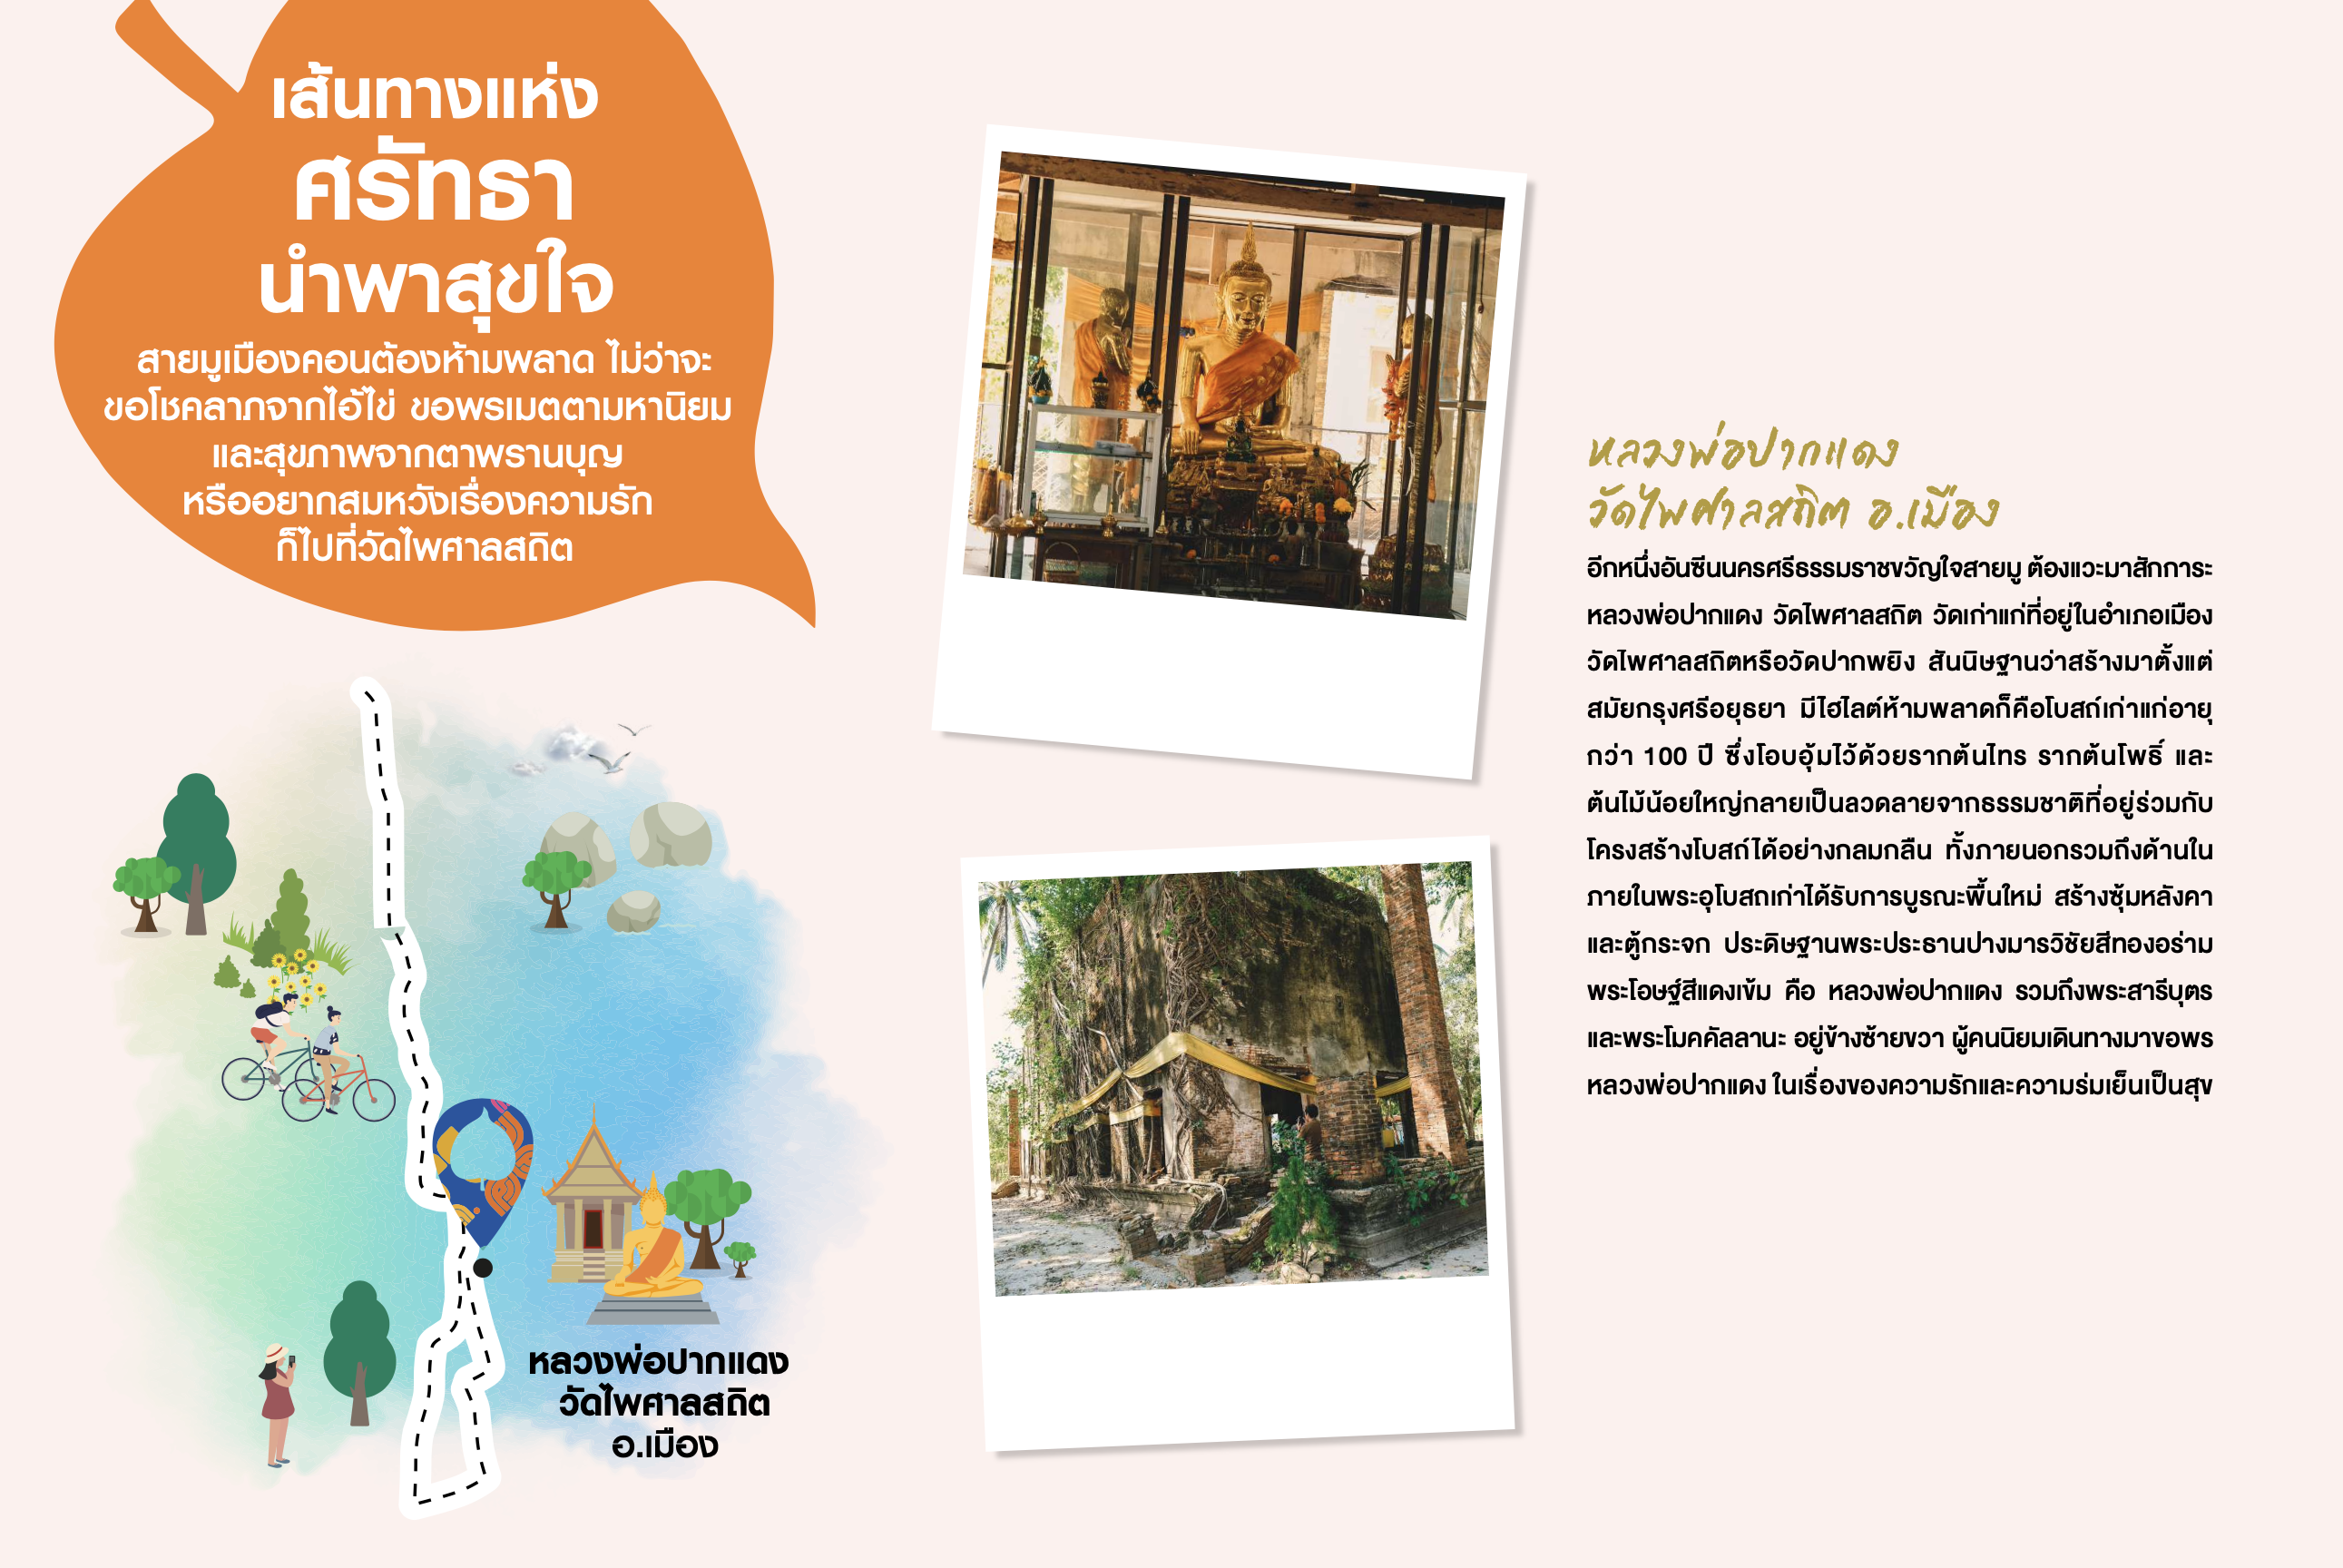 เส้นทางแห่ง
ศรัทธา
นำพาสุขใจ
สายมูเมืองคอนต้องห้ามพลาด ไม่ว่าจะ
ขอโชคลาภจากไอ้ไข่ ขอพรเมตตามหานิยม
และสุขภาพจากตาพรานบุญ
หรืออยากสมหวังเรื่องความรัก
ก็ไปที่วัดไพศาลสถิต
หลวงพ่อปากแดง
วัดไพศาลสถิต
อ.เมือง
หลวงพ่อปากแดง
วัดไพศาลสถิต อ.เมือง
อีกหนึ่งอันซีนนครศรีธรรมราชขวัญใจสายมู ต้องแวะมาสักการะ
หลวงพ่อปากแดง วัดไพศาลสถิต วัดเก่าแก่ที่อยู่ในอำเภอเมือง
วัดไพศาลสถิตหรือวัดปากพยิง สันนิษฐานว่าสร้างมาตั้งแต่
สมัยกรุงศรีอยุธยา มีไฮไลต์ห้ามพลาดก็คือโบสถ์เก่าแก่อายุ
กว่า 100 ปี ซึ่งโอบอุ้มไว้ด้วยรากต้นไทร รากต้นโพธิ์ และ
ต้นไม้น้อยใหญ่กลายเป็นลวดลายจากธรรมชาติที่อยู่ร่วมกับ
โครงสร้างโบสถ์ได้อย่างกลมกลืน ทั้งภายนอกรวมถึงด้านใน
ภายในพระอุโบสถเก่าได้รับการบูรณะพื้นใหม่ สร้างซุ้มหลังคา
และตู้กระจก ประดิษฐานพระประธานปางมารวิชัยสีทองอร่าม
พระโอษฐ์สีแดงเข้ม คือ หลวงพ่อปากแดง รวมถึงพระสารีบุตร
และพระโมคคัลลานะ อยู่ข้างซ้ายขวา ผู้คนนิยมเดินทางมาขอพร
หลวงพ่อปากแดง ในเรื่องของความรักและความร่มเย็นเป็นสุข